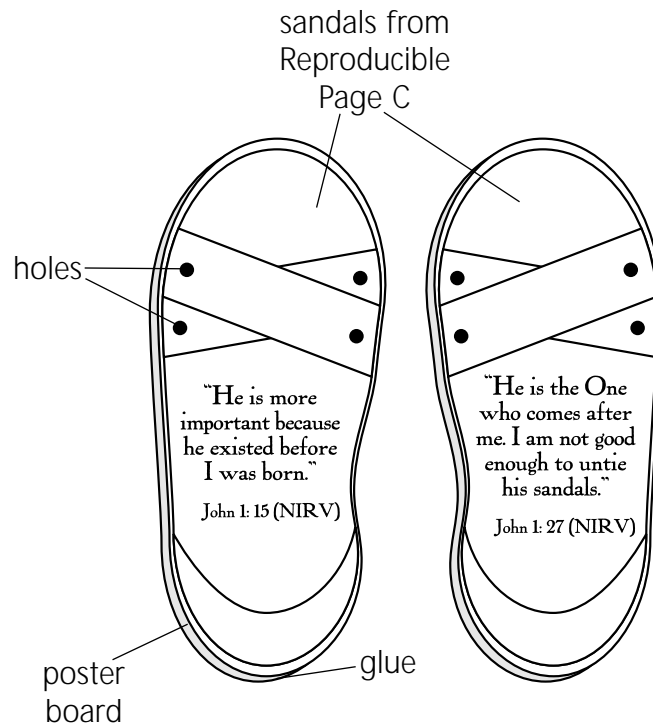 sandals from
Reproducible
Page C
holes
“He is more
important because
he existed before
I was born.”
John 1: 15 (NIRV)
“He is the One
who comes after
me. I am not good
enough to untie
his sandals.”
John 1: 27 (NIRV)
poster
board
glue